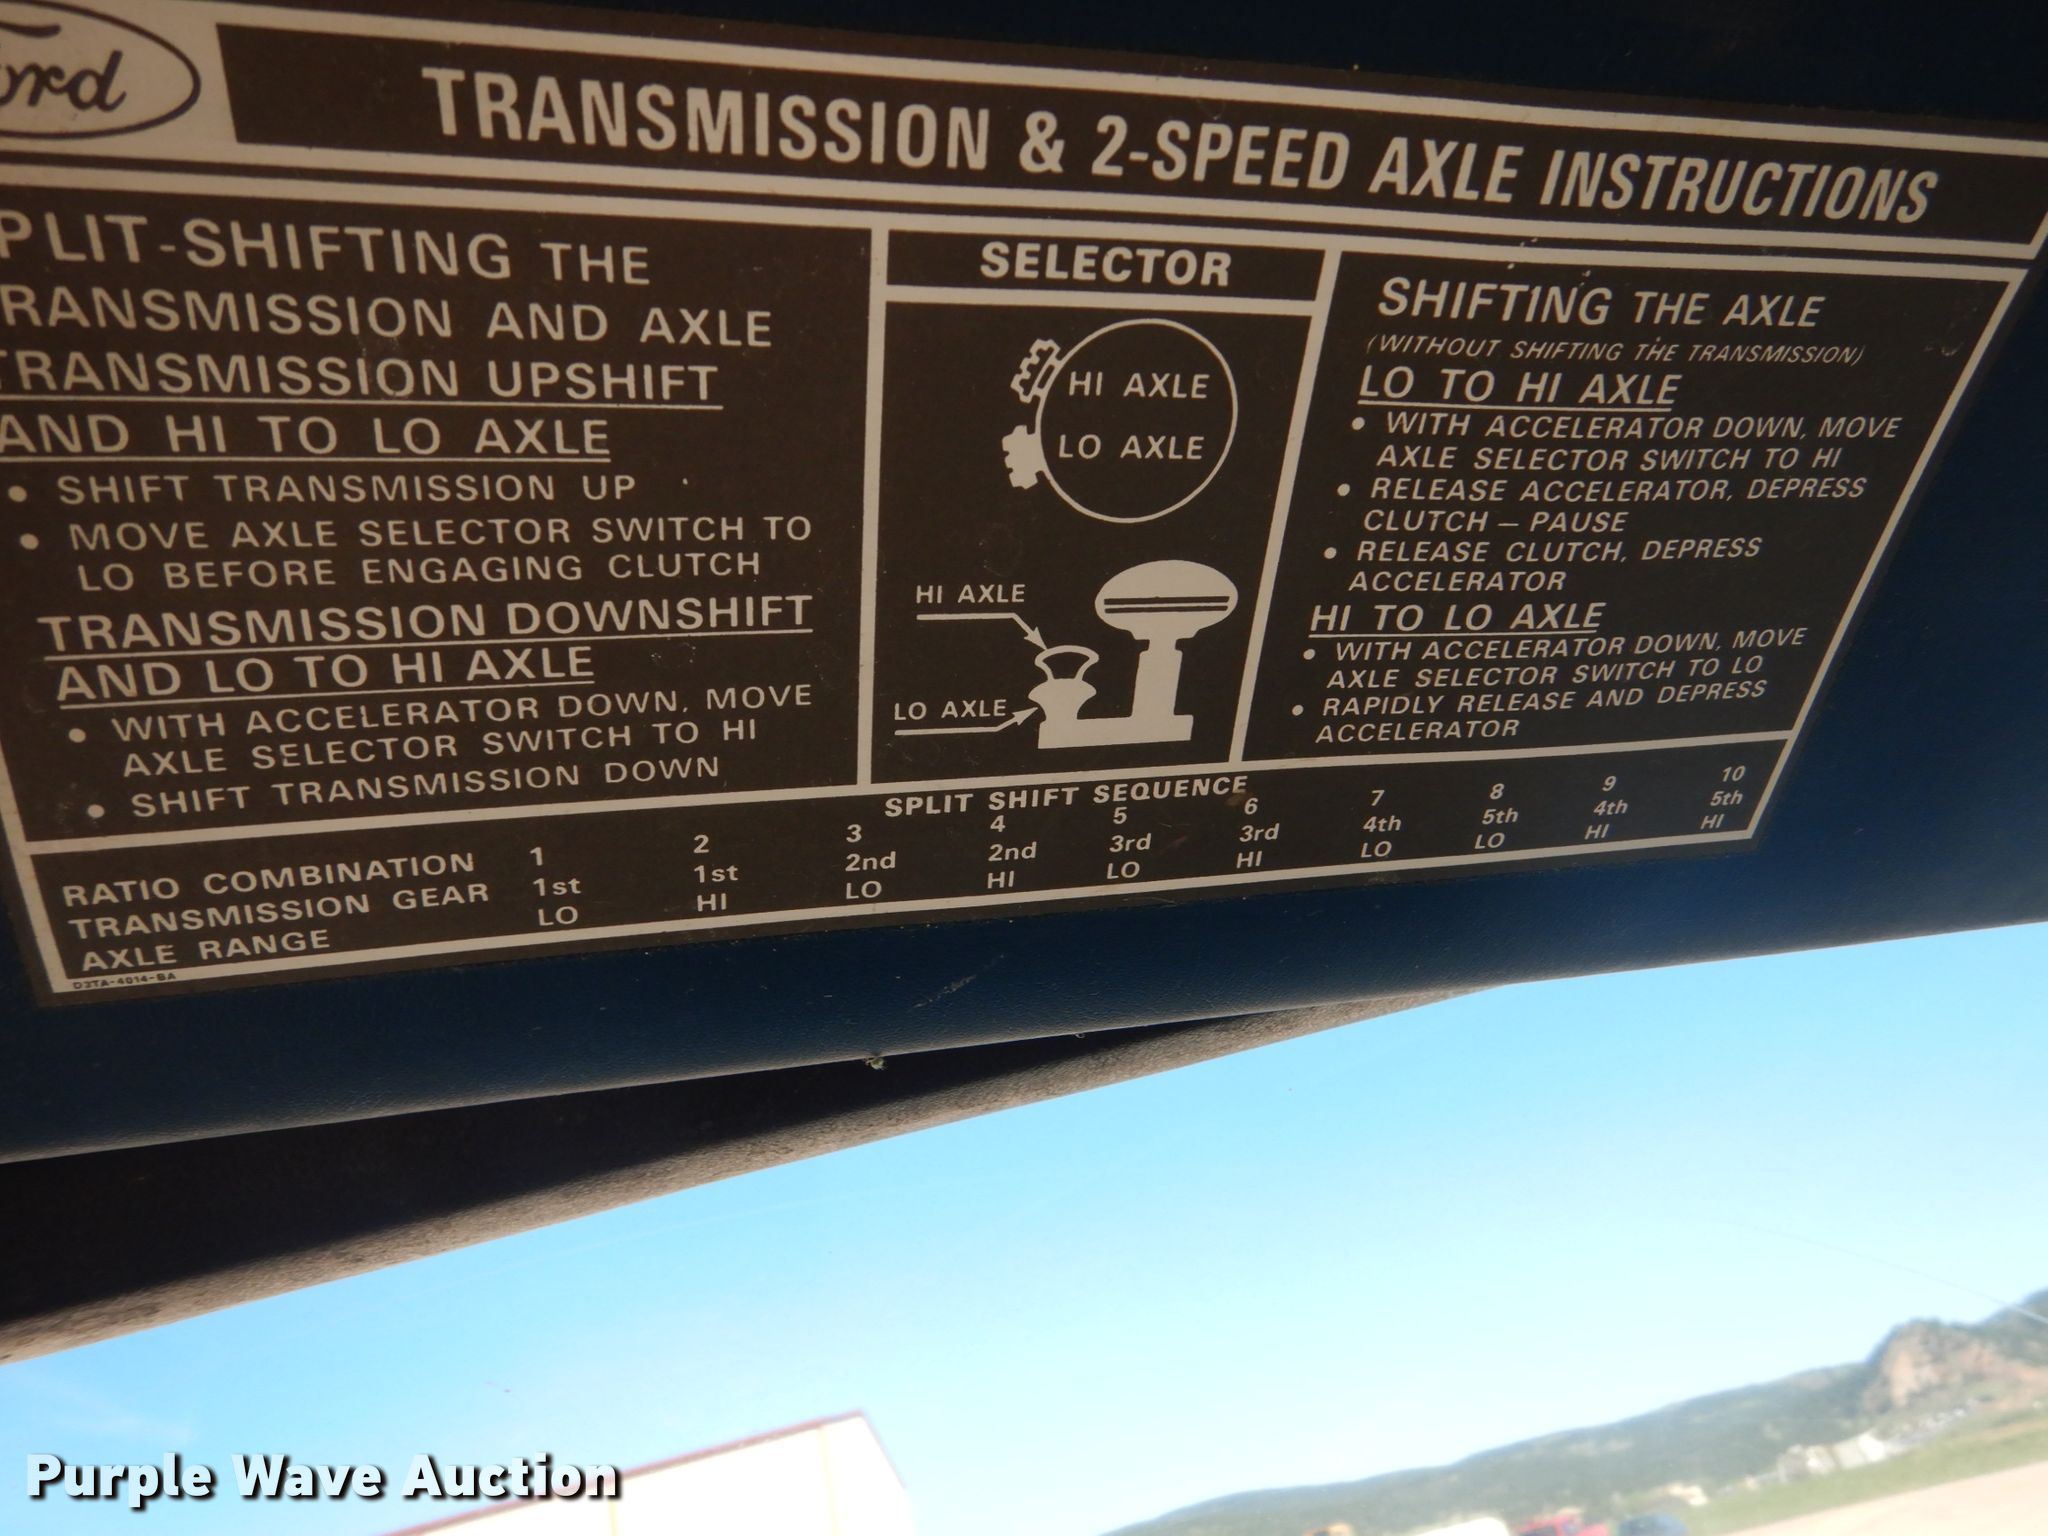 ord
TRANSMISSION & 2-SPEED AXLE INSTRUCTIONS
PLIT-SHIFTING THE
RANSMISSION AND AXLE
TRANSMISSION UPSHIFT
AND HI TO LO AXLE
• SHIFT TRANSMISSION UP
• MOVE AXLE SELECTOR SWITCH TO
LO BEFORE ENGAGING CLUTCH
TRANSMISSION DOWNSHIFT
AND LO TO HI AXLE
• WITH ACCELERATOR DOWN, MOVE
AXLE SELECTOR SWITCH TO HI
• SHIFT TRANSMISSION DOWN
SELECTOR
HI AXLE
LO AXLE
HI AXLE
LO AXLE
SHIFTING THE AXLE
(WITHOUT SHIFTING THE TRANSMISSION)
LO TO HI AXLE
• WITH ACCELERATOR DOWN, MOVE
AXLE SELECTOR SWITCH TO HI
• RELEASE ACCELERATOR, DEPRESS
CLUTCH – PAUSE
• RELEASE CLUTCH, DEPRESS
ACCELERATOR
HI TO LO AXLE
• WITH ACCELERATOR DOWN, MOVE
AXLE SELECTOR SWITCH TO LO
• RAPIDLY RELEASE AND DEPRESS
ACCELERATOR
SPLIT SHIFT SEQUENCE
RATIO COMBINATION 1 2 3 4 5 6 7 8 9 10
TRANSMISSION GEAR 1st 1st 2nd 2nd 3rd 3rd 4th 5th 4th 5th
AXLE RANGE LO HI LO HI LO HI LO LO HI HI
D3TA-4014-BA
Purple Wave Auction